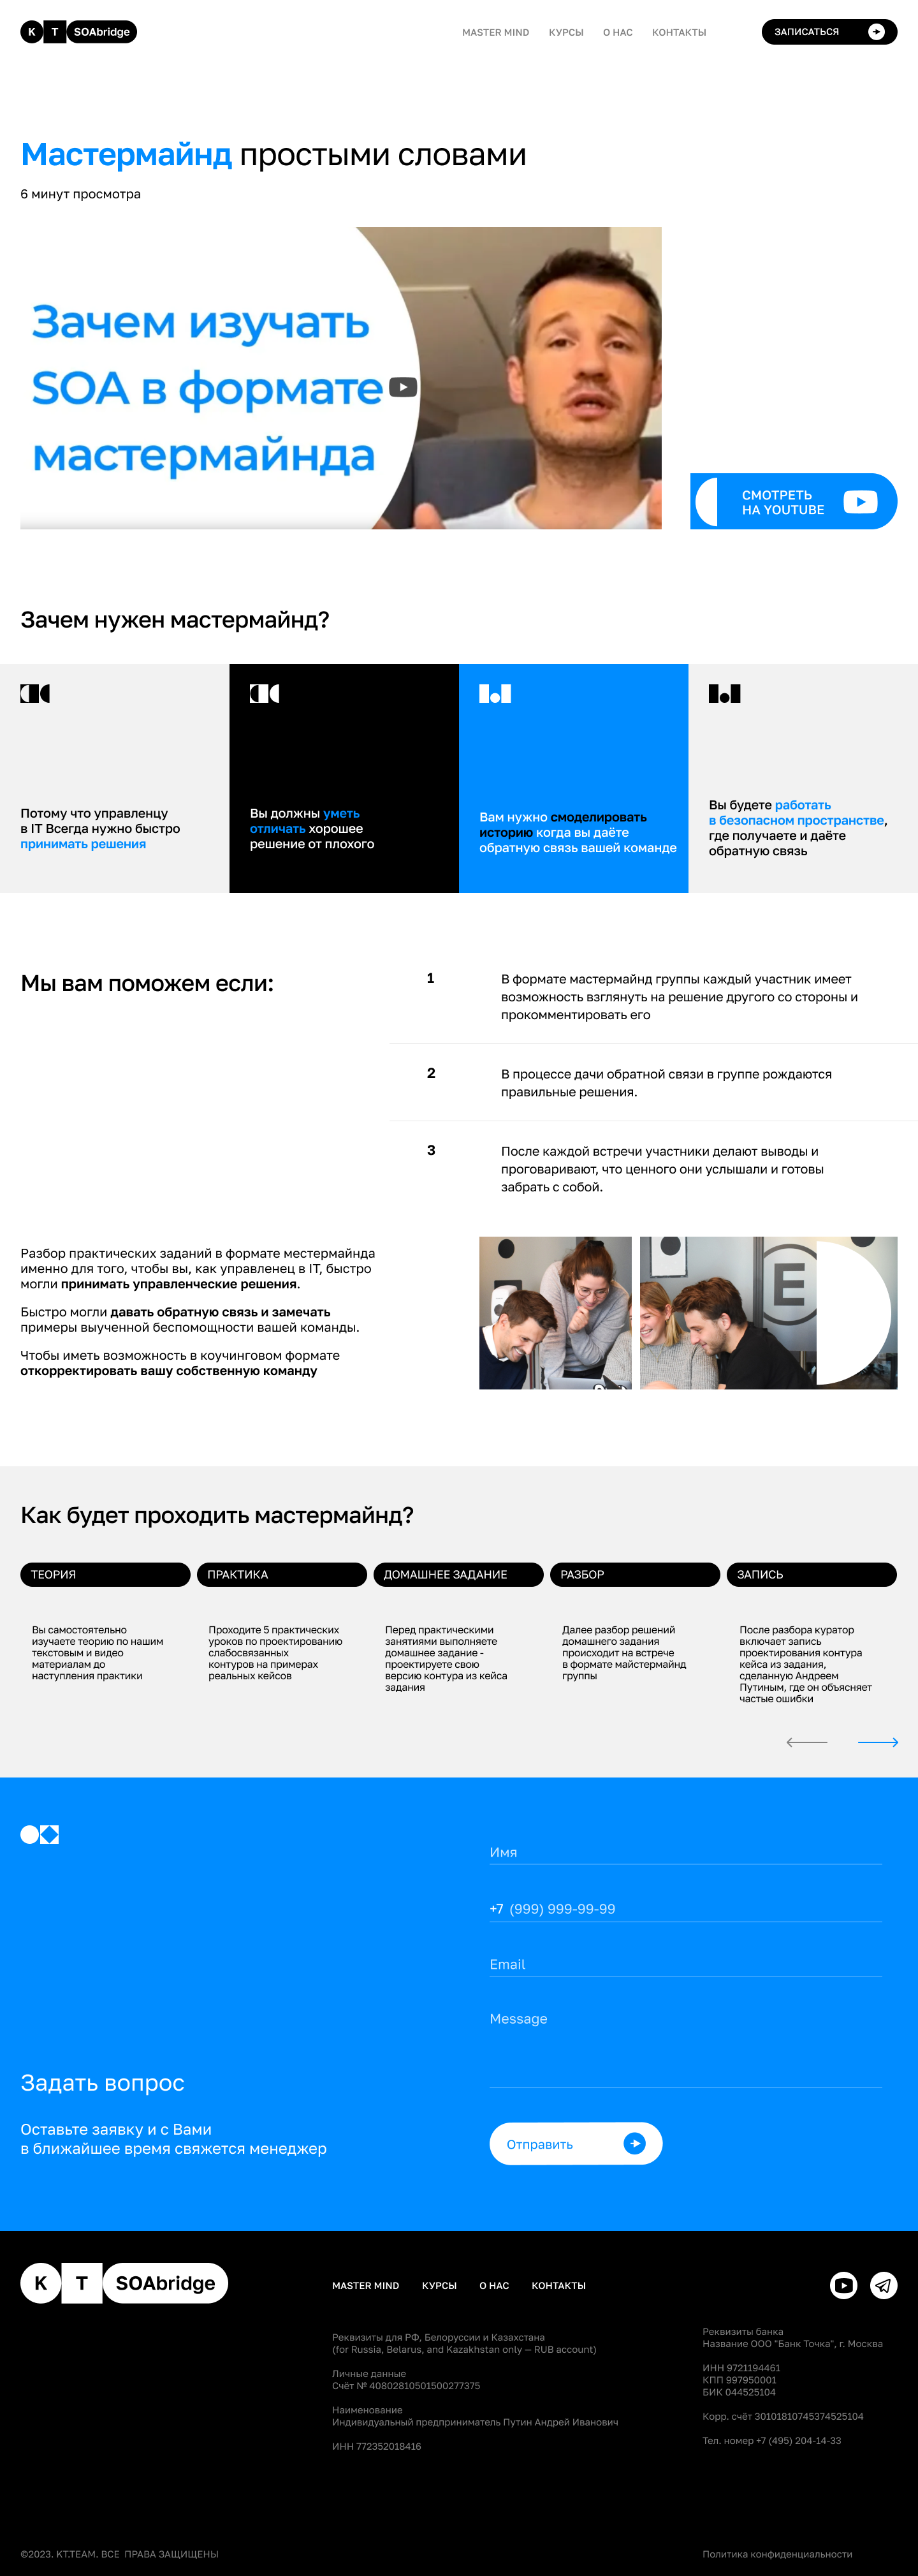 K T SOAbridge
MASTER MIND КУРСЫ О НАС КОНТАКТЫ
ЗАПИСАТЬСЯ
Мастермайнд простыми словами
6 минут просмотра
Зачем изучать
SOA в формате
мастермайнда
СМОТРЕТЬ
НА YOUTUBE
Зачем нужен мастермайнд?
Потому что управленцу
в IT Всегда нужно быстро
принимать решения
Вы должны уметь
отличать хорошее
решение от плохого
Вам нужно смоделировать
историю когда вы даёте
обратную связь вашей команде
Вы будете работать
в безопасном пространстве,
где получаете и даёте
обратную связь
Мы вам поможем если:
1
В формате мастермайнд группы каждый участник имеет
возможность взглянуть на решение другого со стороны и
прокомментировать его
2
В процессе дачи обратной связи в группе рождаются
правильные решения.
3
После каждой встречи участники делают выводы и
проговаривают, что ценного они услышали и готовы
забрать с собой.
Разбор практических заданий в формате местермайнда
именно для того, чтобы вы, как управленец в IT, быстро
могли принимать управленческие решения.
Быстро могли давать обратную связь и замечать
примеры выученной беспомощности вашей команды.
Чтобы иметь возможность в коучинговом формате
откорректировать вашу собственную команду
E
Как будет проходить мастермайнд?
ТЕОРИЯ
Вы самостоятельно
изучаете теорию по нашим
текстовым и видео
материалам до
наступления практики
ПРАКТИКА
Проходите 5 практических
уроков по проектированию
слабосвязанных
контуров на примерах
реальных кейсов
ДОМАШНЕЕ ЗАДАНИЕ
Перед практическими
занятиями выполняете
домашнее задание -
проектируете свою
версию контура из кейса
задания
РАЗБОР
Далее разбор решений
домашнего задания
происходит на встрече
в формате майстермайнд
группы
ЗАПИСЬ
После разбора куратор
включает запись
проектирования контура
кейса из задания,
сделанную Андреем
Путиным, где он объясняет
частые ошибки
Имя
+7 (999) 999-99-99
Email
Message
Задать вопрос
Оставьте заявку и с Вами
в ближайшее время свяжется менеджер
Отправить
K T SOAbridge
MASTER MIND КУРСЫ О НАС КОНТАКТЫ
Реквизиты для РФ, Белоруссии и Казахстана
(for Russia, Belarus, and Kazakhstan only — RUB account)
Личные данные
Счёт № 40802810501500277375
Наименование
Индивидуальный предприниматель Путин Андрей Иванович
ИНН 772352018416
Реквизиты банка
Название ООО "Банк Точка", г. Москва
ИНН 9721194461
КПП 997950001
БИК 044525104
Корр. счёт 30101810745374525104
Тел. номер +7 (495) 204-14-33
©2023. KT.TEAM. ВСЕ ПРАВА ЗАЩИЩЕНЫ
Политика конфиденциальности